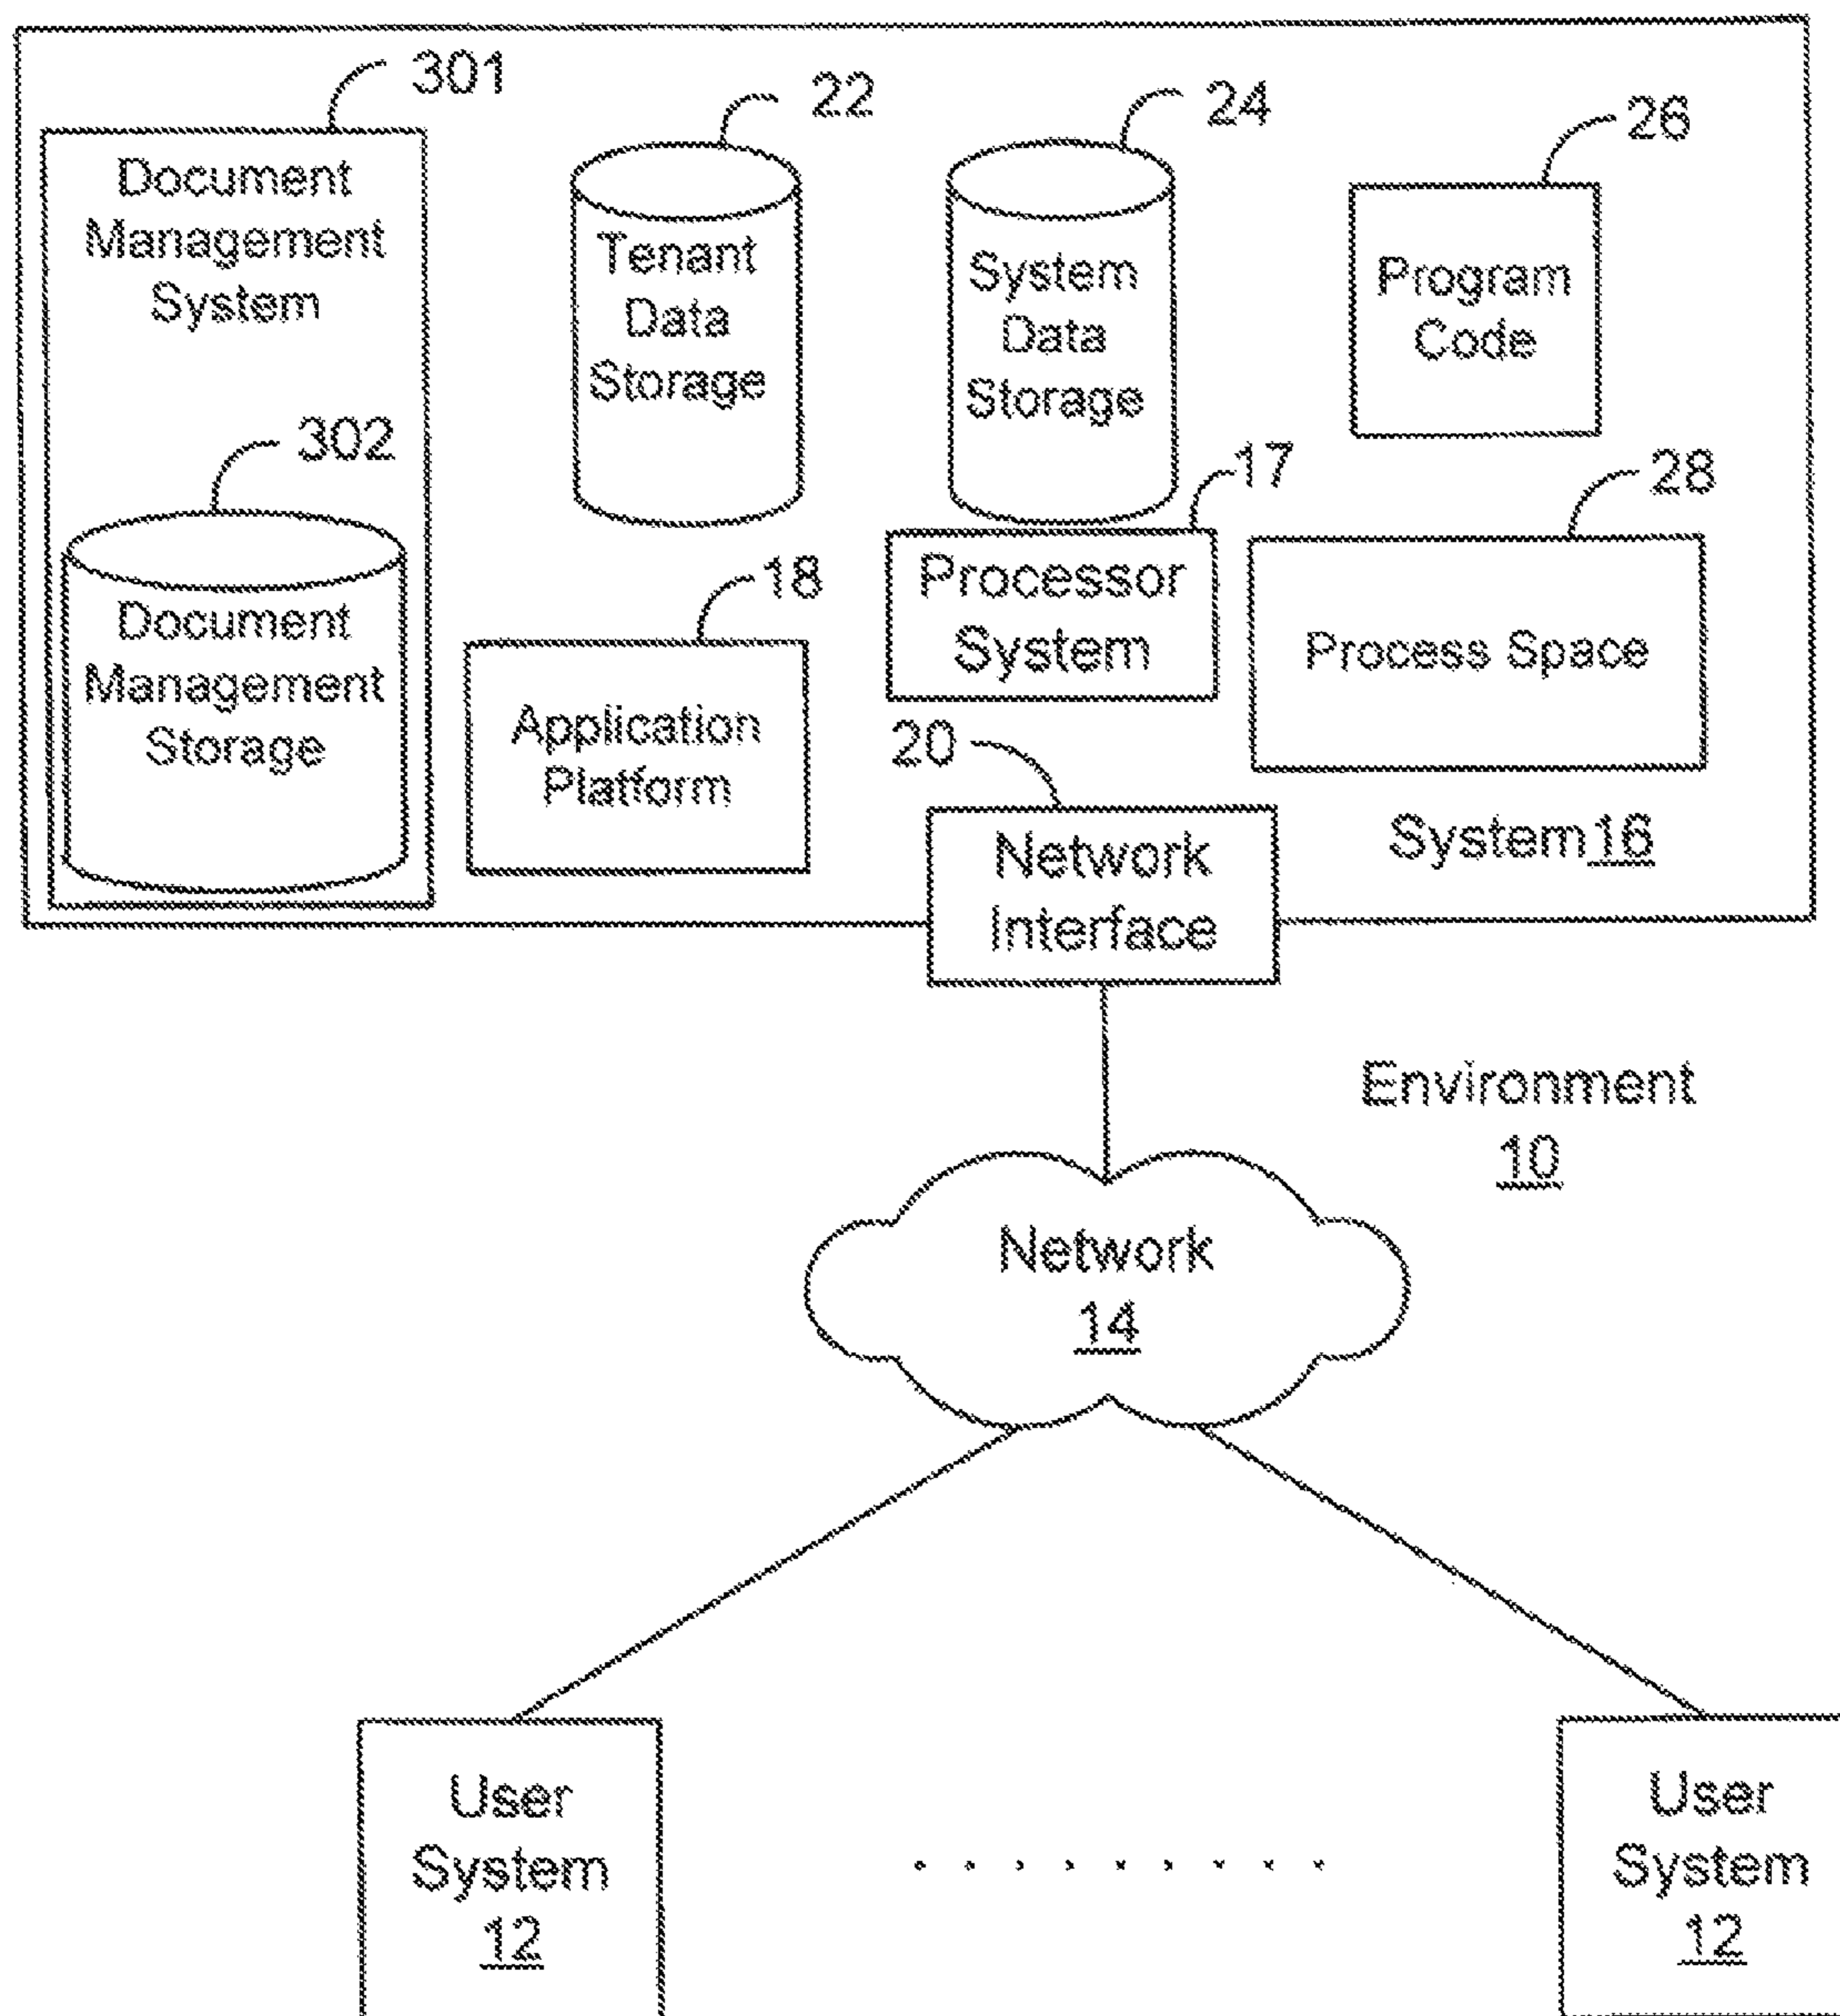 301
22
24
26
Document
Management
System
Tenant
Data
Storage
System
Data
Storage
Program
Code
302
17
28
Document
Management
Storage
18
Application
Platform
Processor
System
Process Space
20
Network
Interface
System 16
Environment
10
Network
14
User
System
12
. . . . . . . . .
User
System
12